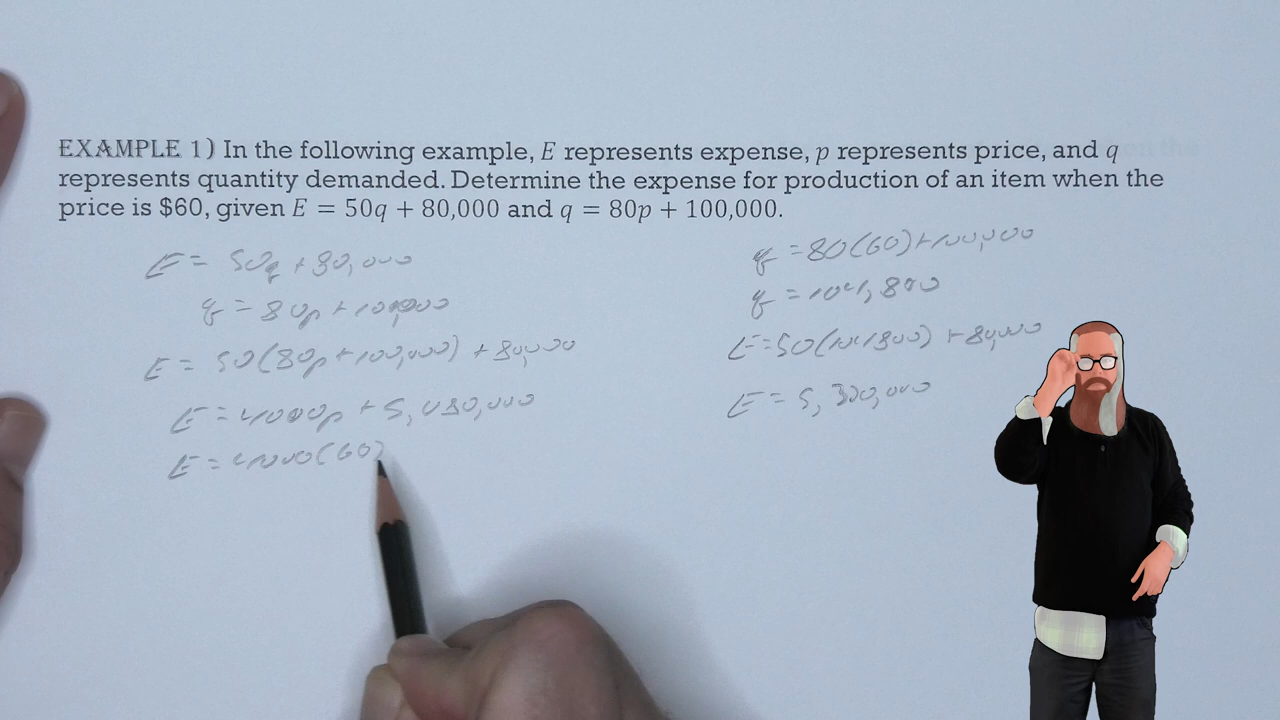 EXAMPLE 1) In the following example, E represents expense, p represents price, and q
represents quantity demanded. Determine the expense for production of an item when the
price is $60, given E = 50q + 80,000 and q = 80p + 100,000.
E = 50q + 80,000
q = 80p + 100,000
E = 50(80p + 100,000) + 80,000
E = 4000p + 5,080,000
E = 4000(60)
q = 80(60) + 100,000
q = 104,800
E = 50(104,800) + 80,000
E = 5,320,000